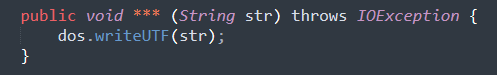 public void *** (String str) throws IOException {
    dos.writeUTF(str);
}